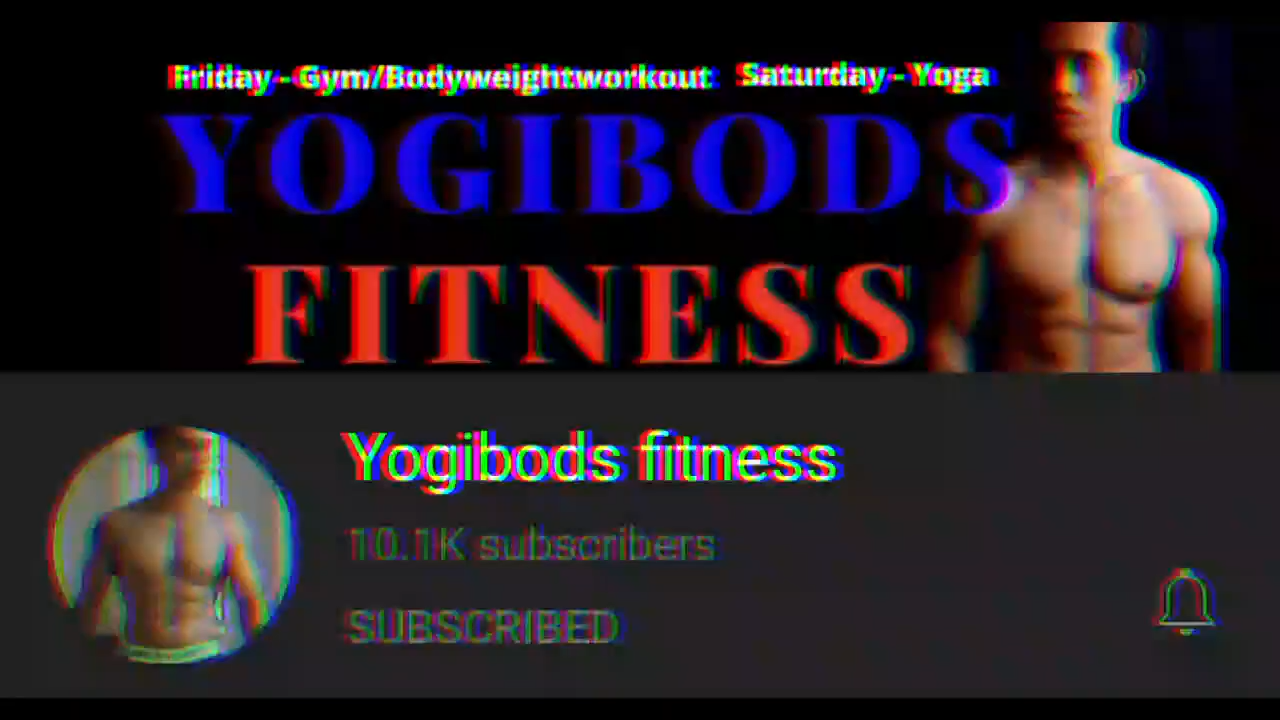 Friday - Gym/Bodyweightworkout Saturday - Yoga
YOGIBODS
FITNESS
Yogibods fitness
10.1K subscribers
SUBSCRIBED